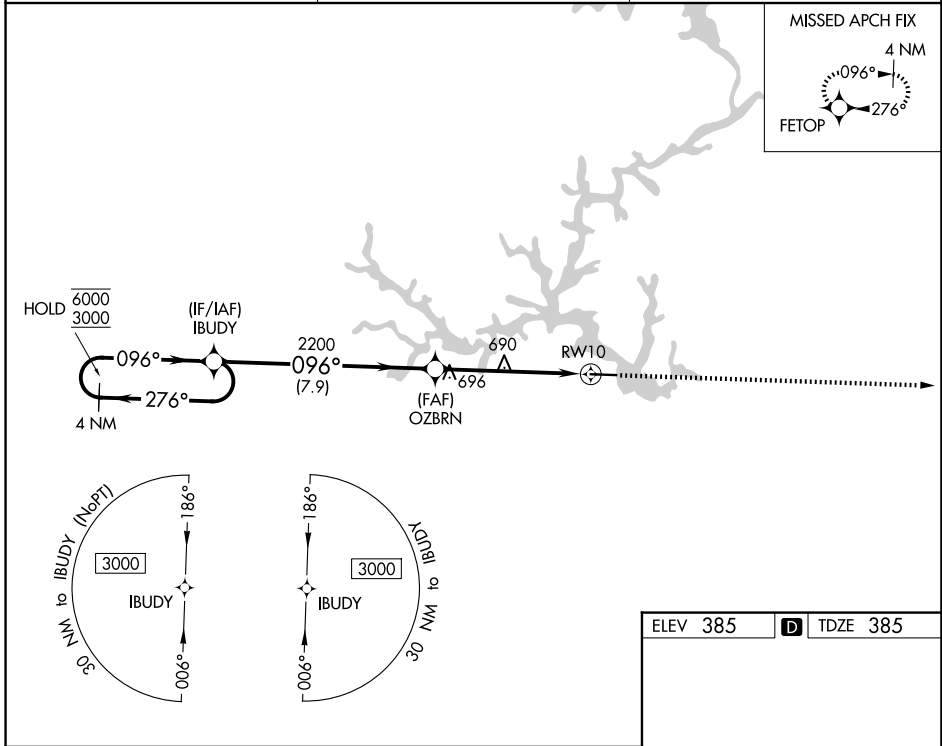 MISSED APCH FIX
4 NM
096°
276°
FETOP
HOLD
6000
3000
(IF/IAF)
IBUDY
096°
276°
4 NM
2200
096°
(7.9)
(FAF)
OZBRN
696
690
RW10
30 NM to IBUDY (NoPT)
186°
3000
IBUDY
006°
186°
3000
IBUDY
006°
30 NM to IBUDY
ELEV 385
D
TDZE 385